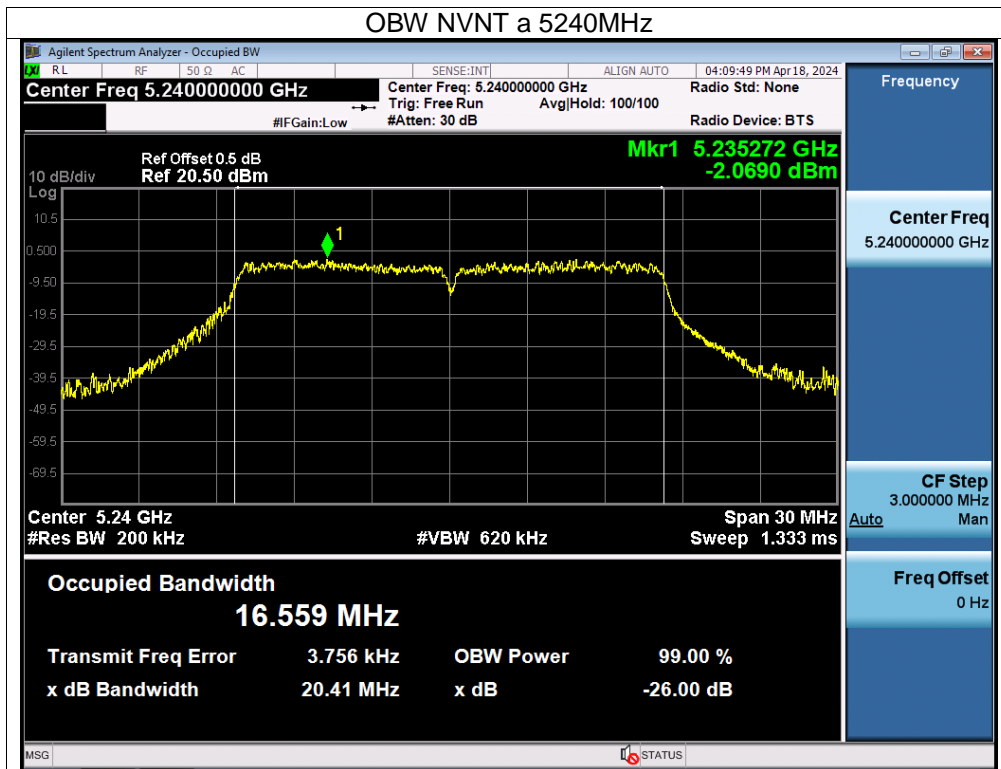 OBW NVNT a 5240MHz
Agilent Spectrum Analyzer - Occupied BW
LXI RL RF 50 Ω AC SENSE:INT ALIGN AUTO 04:09:49 PM Apr 18, 2024
Center Freq 5.240000000 GHz
Center Freq: 5.240000000 GHz
Radio Std: None
Trig: Free Run Avg|Hold: 100/100
#IFGain:Low
#Atten: 30 dB
Radio Device: BTS
Frequency
Mkr1 5.235272 GHz
-2.0690 dBm
Ref Offset 0.5 dB
10 dB/div Ref 20.50 dBm
Log
10.5
1
0.500
-9.50
-19.5
-29.5
-39.5
-49.5
-59.5
-69.5
Center Freq
5.240000000 GHz
Center 5.24 GHz Span 30 MHz
#Res BW 200 kHz #VBW 620 kHz Sweep 1.333 ms
CF Step
3.000000 MHz
Auto Man
Freq Offset
0 Hz
Occupied Bandwidth
16.559 MHz
Transmit Freq Error 3.756 kHz OBW Power 99.00 %
x dB Bandwidth 20.41 MHz x dB -26.00 dB
MSG STATUS